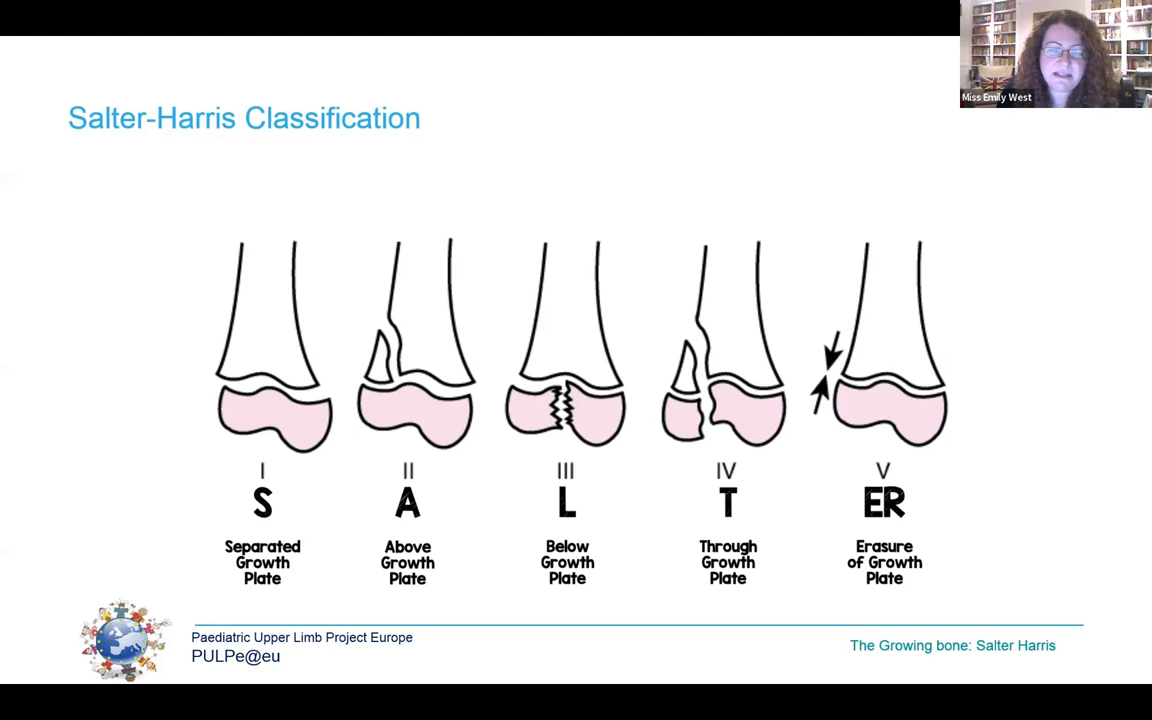 Miss Emily West
Salter-Harris Classification
I II III IV V
S A L T ER
Separated Growth Plate
Above Growth Plate
Below Growth Plate
Through Growth Plate
Erasure of Growth Plate
Paediatric Upper Limb Project Europe
PULPe@eu
The Growing bone: Salter Harris